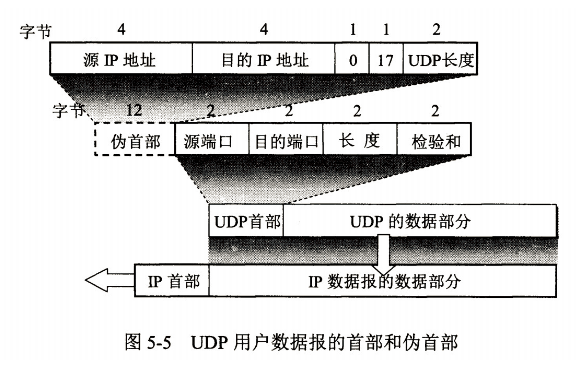 字节 4 4 1 1 2
源 IP 地址 目的 IP 地址 0 17 UDP长度
字节 12 2 2 2 2
伪首部 源端口 目的端口 长 度 检验和
UDP首部 UDP 的数据部分
IP 首部 IP 数据报的数据部分
图 5-5 UDP 用户数据报的首部和伪首部